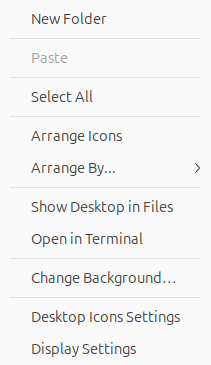 New Folder
Paste
Select All
Arrange Icons
Arrange By...
Show Desktop in Files
Open in Terminal
Change Background…
Desktop Icons Settings
Display Settings